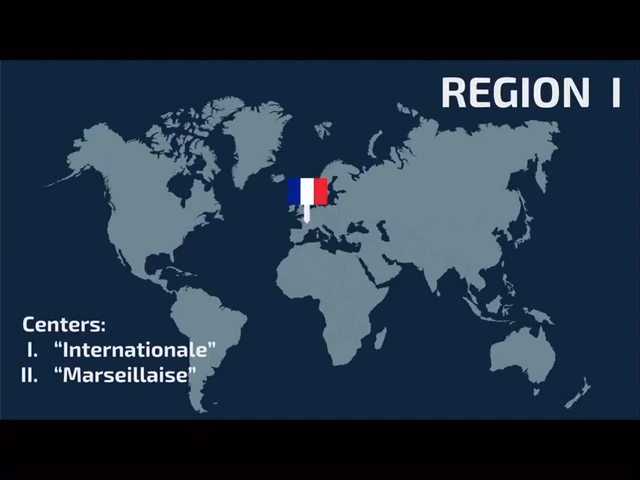 REGION I
Centers:
I. “Internationale”
II. “Marseillaise”